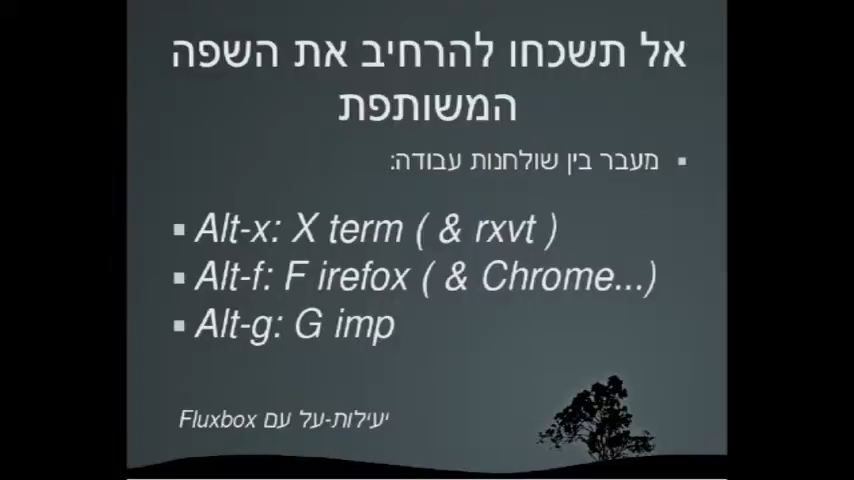 אל תשכחו להרחיב את השפה
המשותפת
▪ מעבר בין שולחנות עבודה:
▪ Alt-x: X term ( & rxvt )
▪ Alt-f: F irefox ( & Chrome...)
▪ Alt-g: G imp
יעילות-על עם Fluxbox